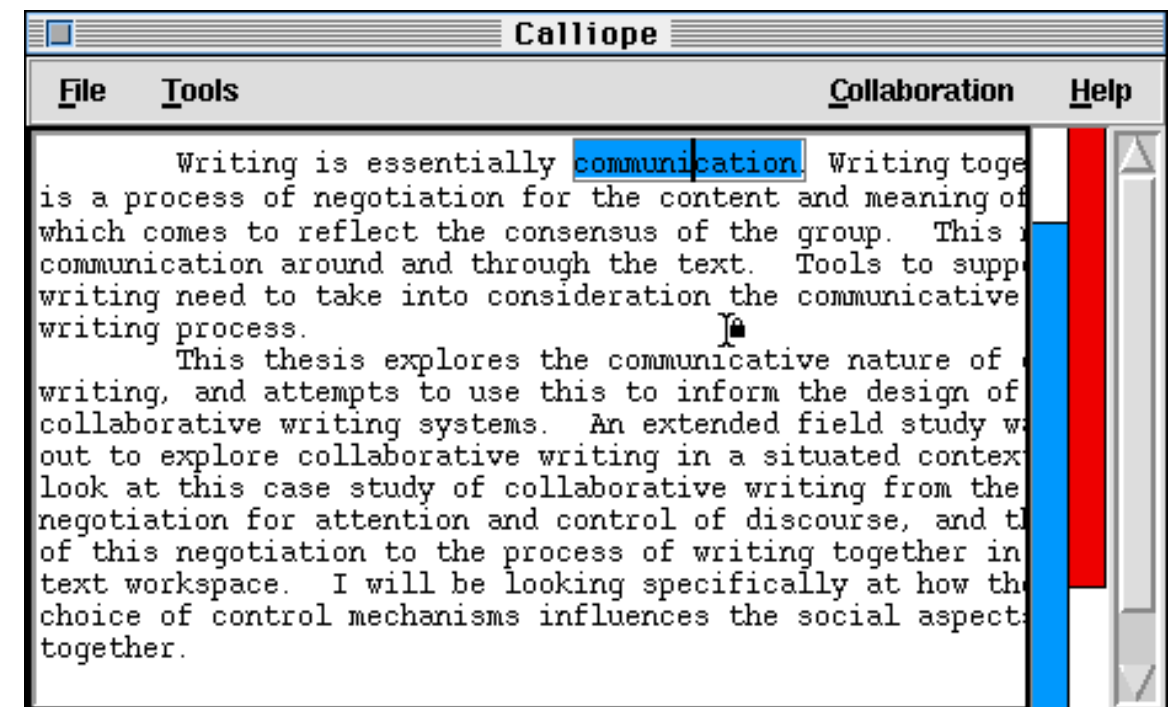 Calliope
File Tools Collaboration Help
Writing is essentially communication. Writing toge
is a process of negotiation for the content and meaning of
which comes to reflect the consensus of the group. This
communication around and through the text. Tools to supp
writing need to take into consideration the communicative
writing process.
This thesis explores the communicative nature of
writing, and attempts to use this to inform the design of
collaborative writing systems. An extended field study w
out to explore collaborative writing in a situated contex
look at this case study of collaborative writing from the
negotiation for attention and control of discourse, and t
of this negotiation to the process of writing together in
text workspace. I will be looking specifically at how the
choice of control mechanisms influences the social aspects
together.